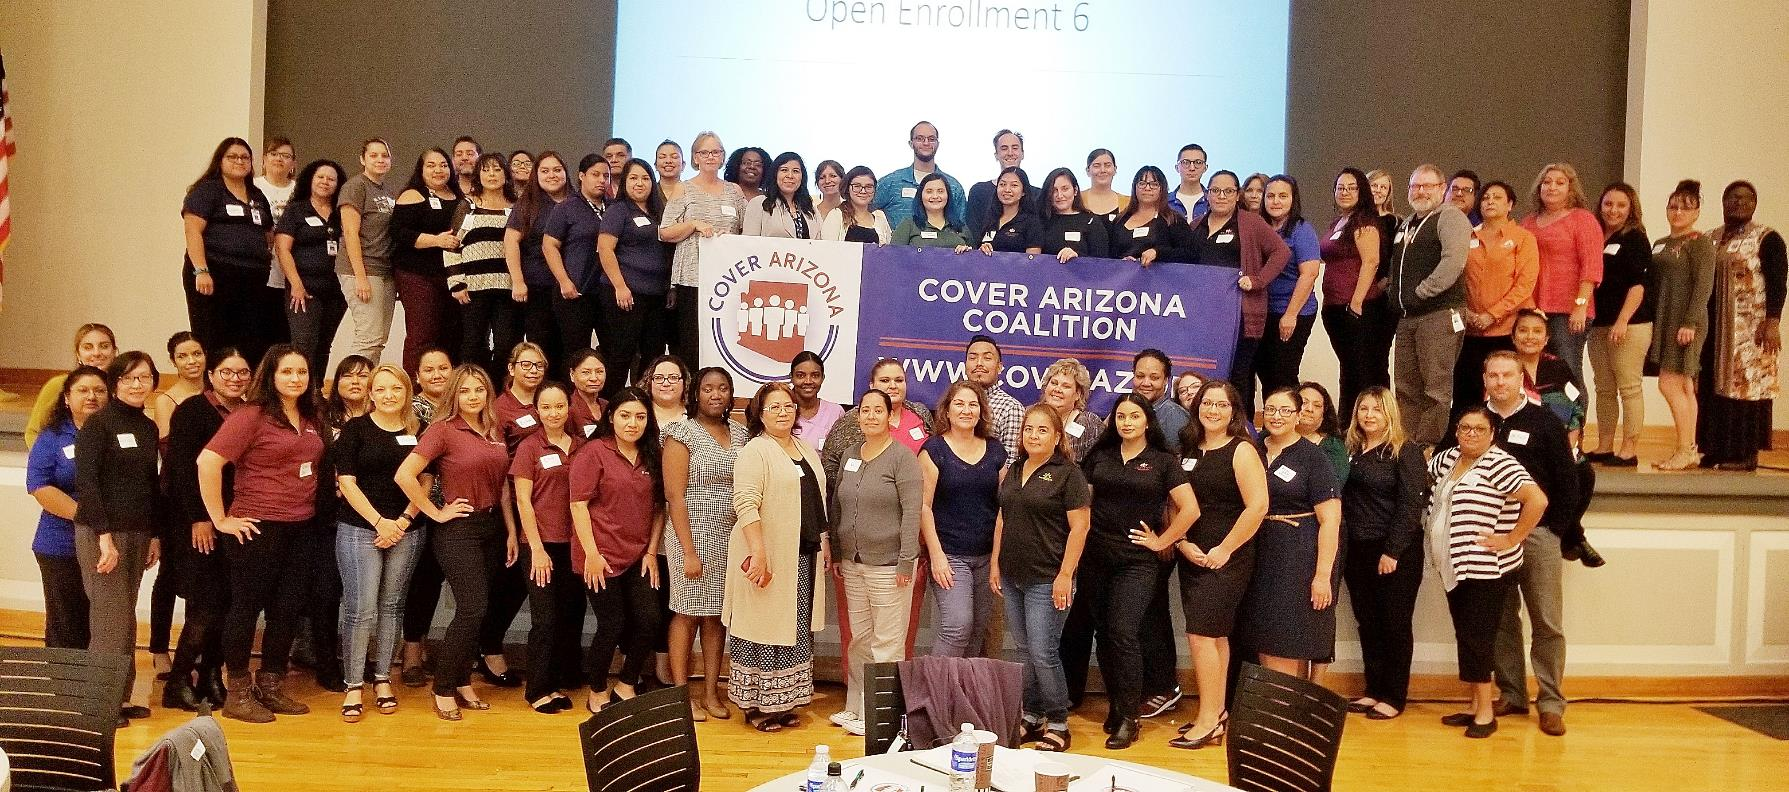 Open Enrollment 6
COVER ARIZONA
COVER ARIZONA
COALITION